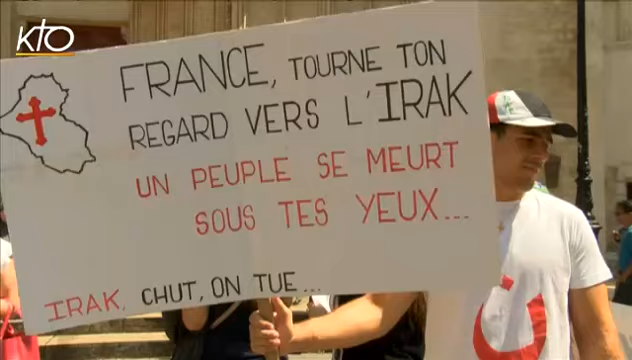 kto
FRANCE, TOURNE TON
REGARD VERS L'IRAK
UN PEUPLE SE MEURT
SOUS TES YEUX...
IRAK, CHUT, ON TUE...
ن